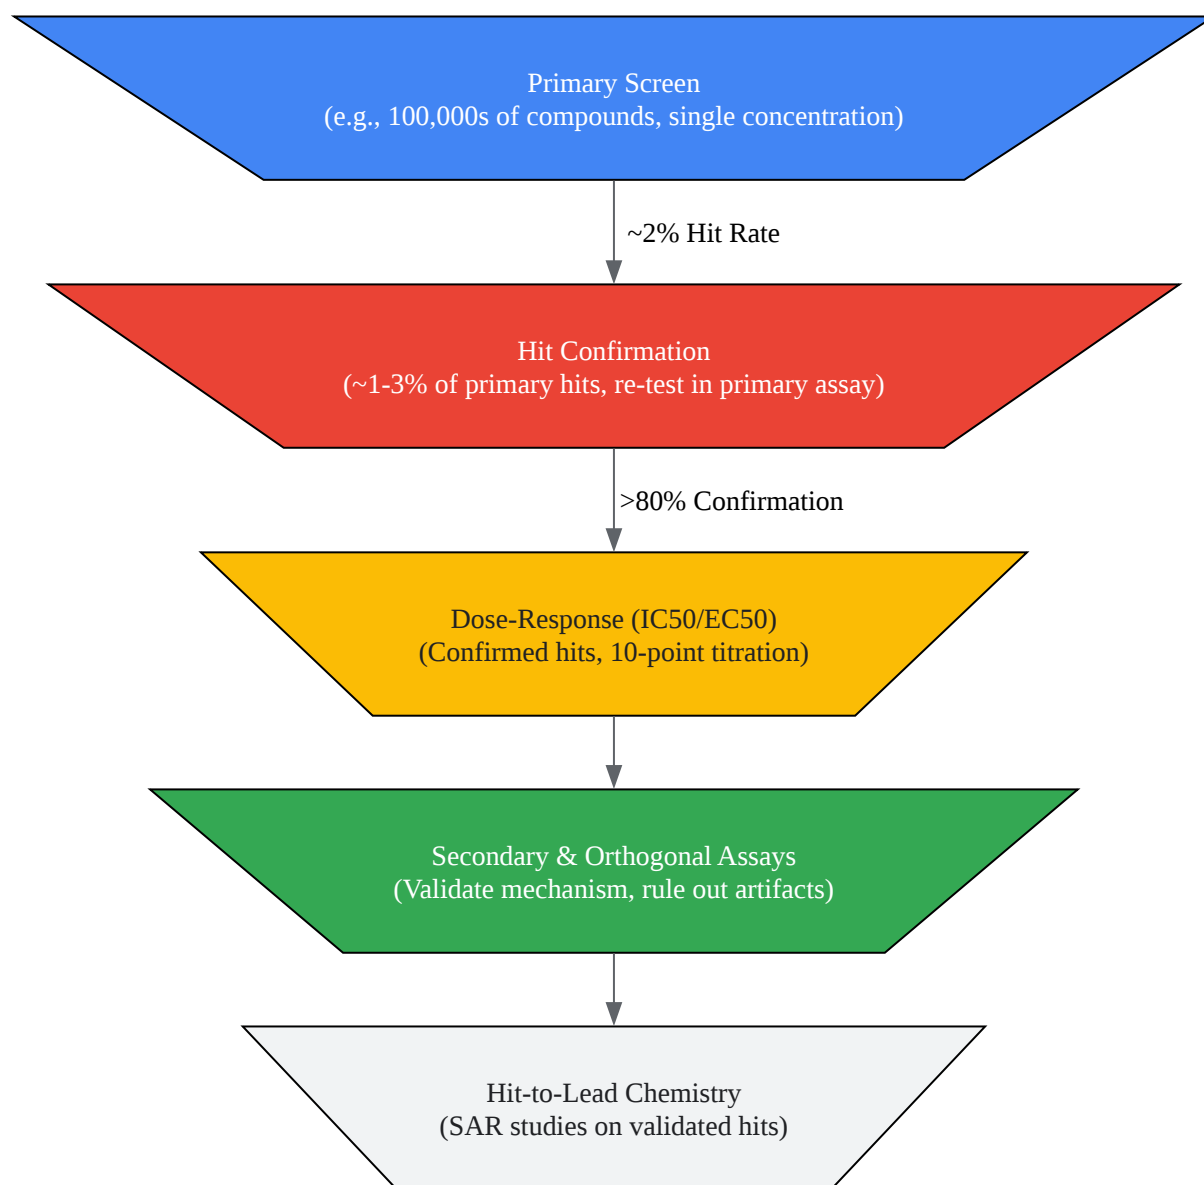 Primary Screen
(e.g., 100,000s of compounds, single concentration)
~2% Hit Rate
Hit Confirmation
(~1-3% of primary hits, re-test in primary assay)
>80% Confirmation
Dose-Response (IC50/EC50)
(Confirmed hits, 10-point titration)
Secondary & Orthogonal Assays
(Validate mechanism, rule out artifacts)
Hit-to-Lead Chemistry
(SAR studies on validated hits)